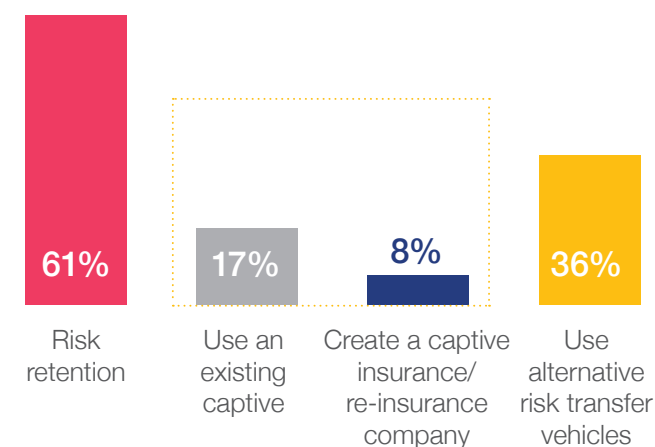 61%
17%
8%
36%
Risk
retention
Use an
existing
captive
Create a captive
insurance/
re-insurance
company
Use
alternative
risk transfer
vehicles